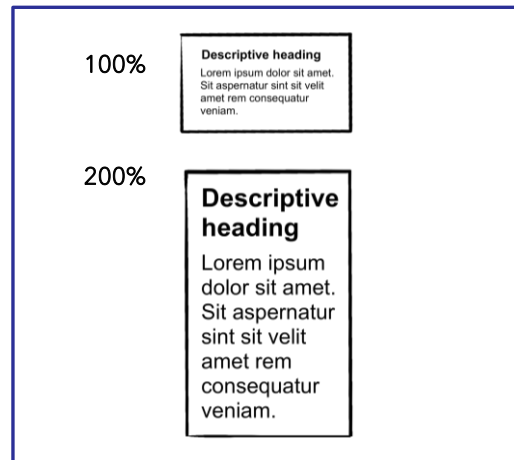 100%
Descriptive heading
Lorem ipsum dolor sit amet.
Sit aspernatur sint sit velit
amet rem consequatur
veniam.
200%
Descriptive
heading
Lorem ipsum
dolor sit amet.
Sit aspernatur
sint sit velit
amet rem
consequatur
veniam.